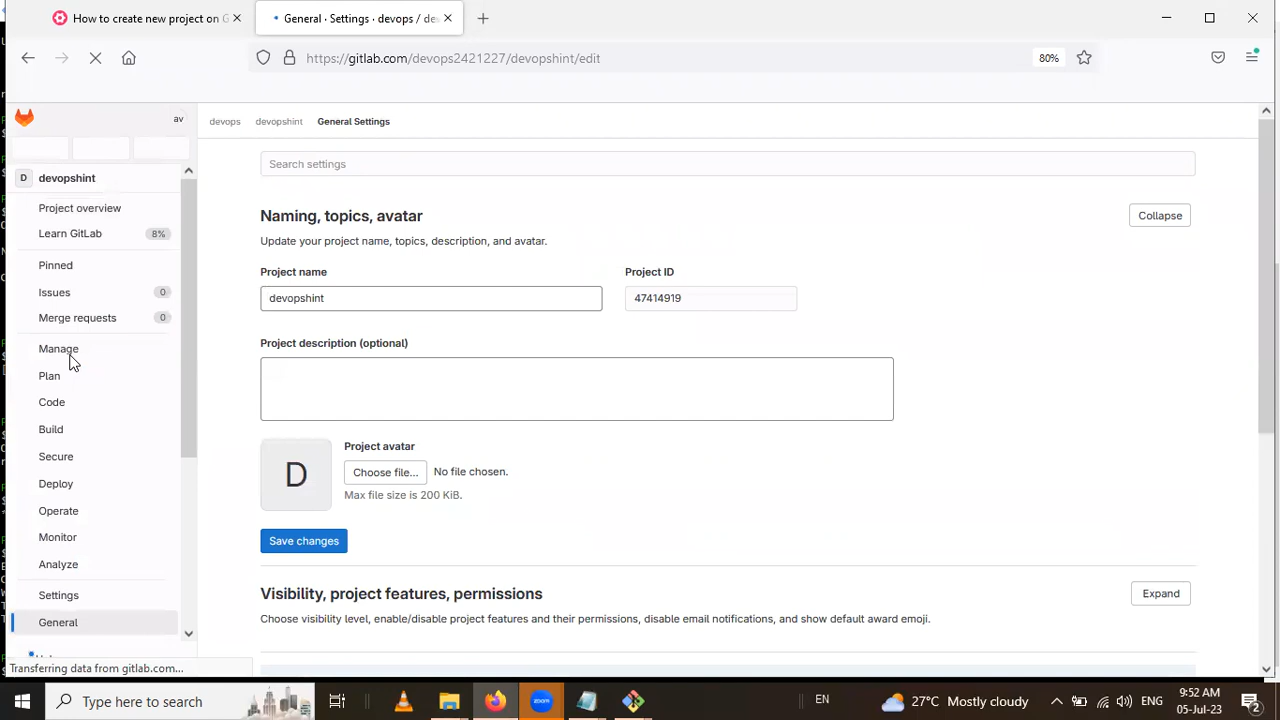 How to create new project on G
General · Settings · devops / de
https://gitlab.com/devops2421227/devopshint/edit
80%
av
devops
devopshint
General Settings
D
devopshint
Search settings
Project overview
Learn GitLab
8%
Pinned
Issues
0
Merge requests
0
Manage
Plan
Code
Build
Secure
Deploy
Operate
Monitor
Analyze
Settings
General
Naming, topics, avatar
Collapse
Update your project name, topics, description, and avatar.
Project name
Project ID
devopshint
47414919
Project description (optional)
D
Project avatar
Choose file...
No file chosen.
Max file size is 200 KiB.
Save changes
Visibility, project features, permissions
Expand
Choose visibility level, enable/disable project features and their permissions, disable email notifications, and show default award emoji.
Transferring data from gitlab.com...
Type here to search
EN
27°C Mostly cloudy
ENG
9:52 AM
05-Jul-23
2